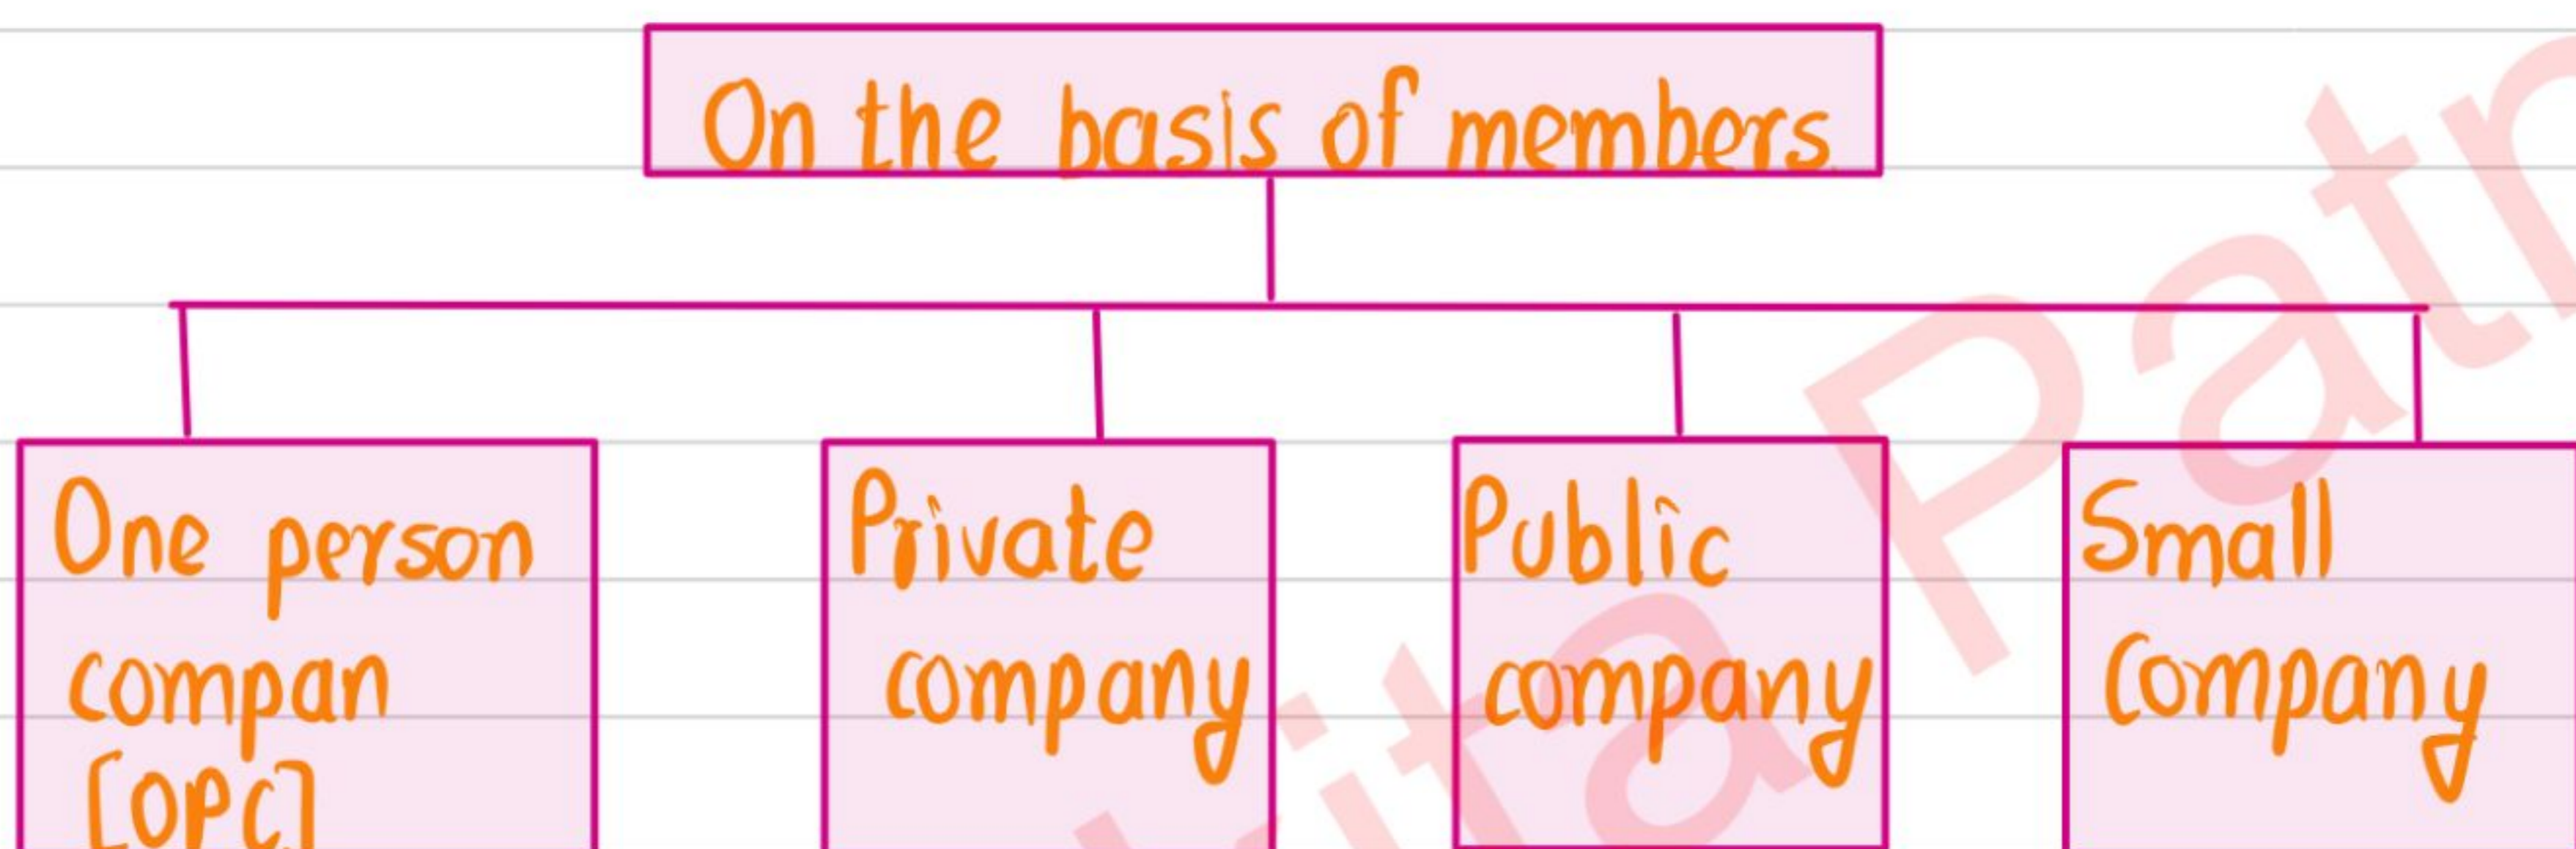 On the basis of members.
One person
compan
[OPC]
Private
company
Public
company
Small
Company